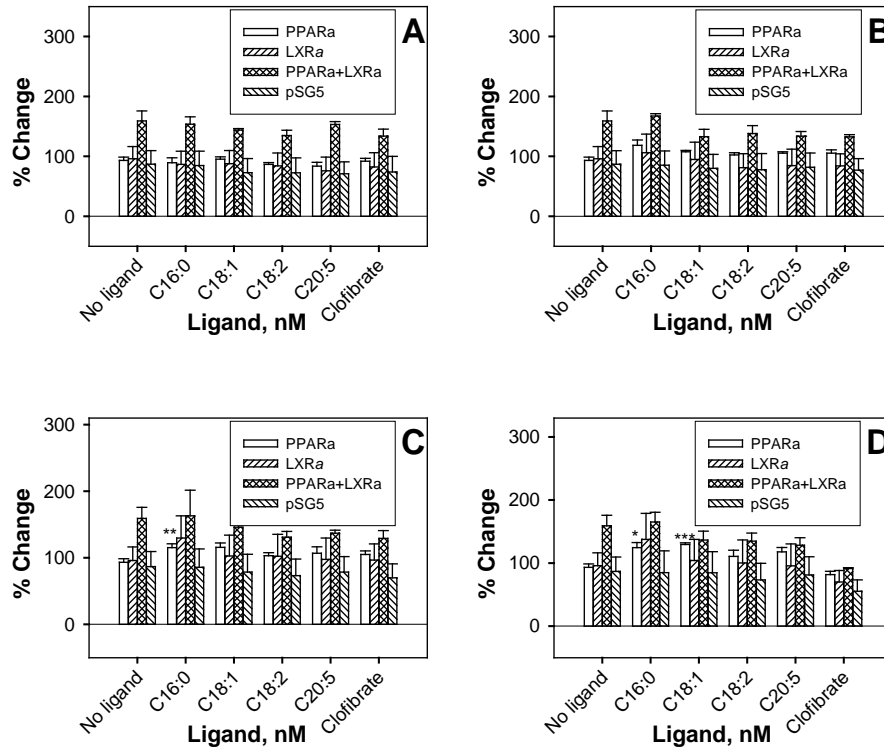 A
PPARa
LXRa
PPARa+LXRa
pSG5
300
200
100
0
% Change
No ligand
C16:0
C18:1
C18:2
C20:5
Clofibrate
Ligand, nM
B
PPARa
LXRa
PPARa+LXRa
pSG5
300
200
100
0
% Change
No ligand
C16:0
C18:1
C18:2
C20:5
Clofibrate
Ligand, nM
C
PPARa
LXRa
PPARa+LXRa
pSG5
300
200
100
0
**
% Change
No ligand
C16:0
C18:1
C18:2
C20:5
Clofibrate
Ligand, nM
D
PPARa
LXRa
PPARa+LXRa
pSG5
300
200
100
0
*
***
% Change
No ligand
C16:0
C18:1
C18:2
C20:5
Clofibrate
Ligand, nM